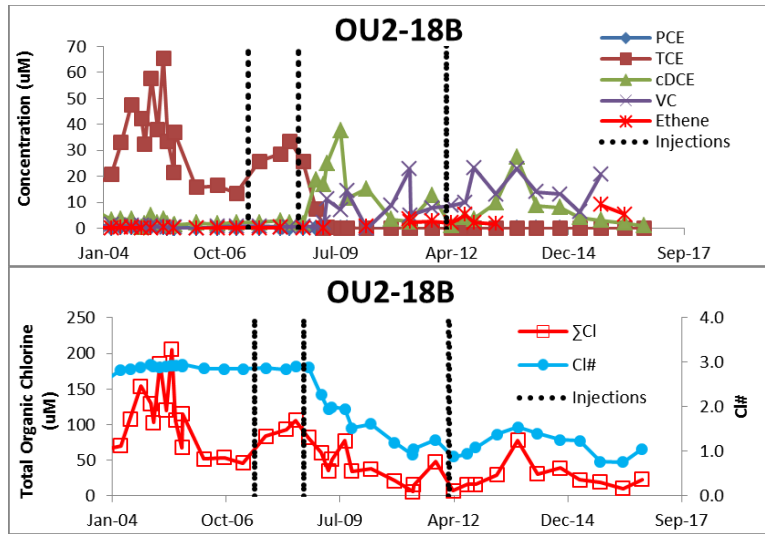 OU2-18B
70
60
50
40
30
20
10
0
Concentration (uM)
Jan-04
Oct-06
Jul-09
Apr-12
Dec-14
Sep-17
PCE
TCE
cDCE
VC
Ethene
Injections
OU2-18B
250
200
150
100
50
0
Total Organic Chlorine
(uM)
4.0
3.0
2.0
1.0
0.0
Cl#
Jan-04
Oct-06
Jul-09
Apr-12
Dec-14
Sep-17
∑Cl
Cl#
Injections